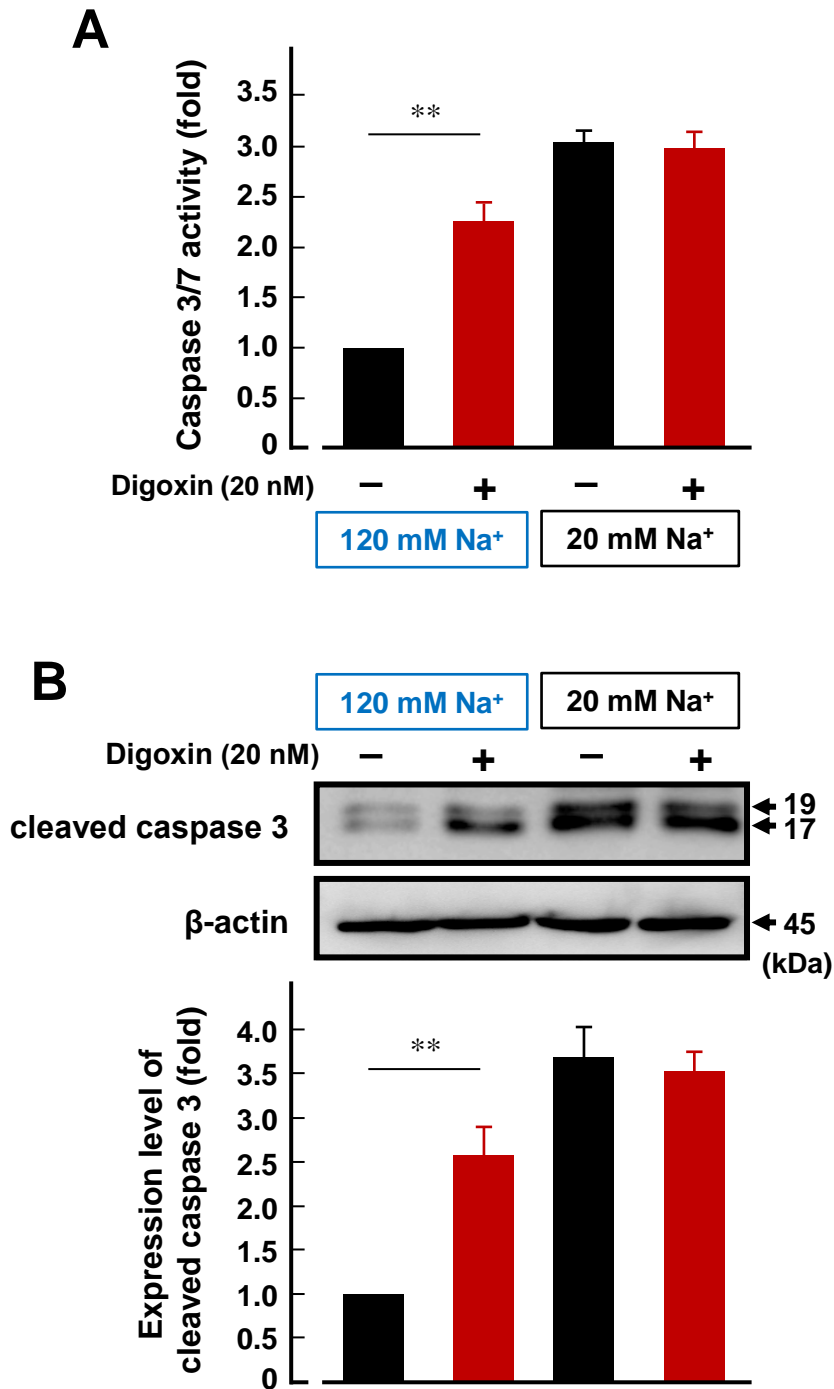 A
Caspase 3/7 activity (fold)
3.5
3.0
2.5
2.0
1.5
1.0
0.5
0
**
Digoxin (20 nM) − + − +
120 mM Na⁺ 20 mM Na⁺
B
120 mM Na⁺ 20 mM Na⁺
Digoxin (20 nM) − + − +
cleaved caspase 3
19
17
β-actin
45
(kDa)
Expression level of
cleaved caspase 3 (fold)
4.0
3.5
3.0
2.5
2.0
1.5
1.0
0.5
0
**